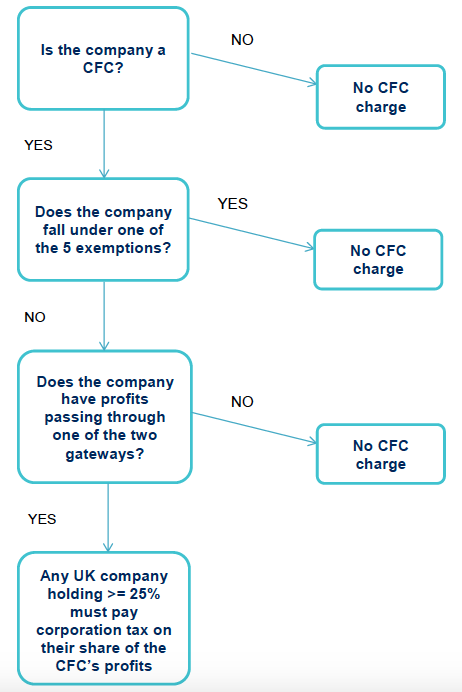 Is the company a
CFC?
NO
No CFC
charge
YES
Does the company
fall under one of
the 5 exemptions?
YES
No CFC
charge
NO
Does the company
have profits
passing through
one of the two
gateways?
NO
No CFC
charge
YES
Any UK company
holding >= 25%
must pay
corporation tax on
their share of the
CFC's profits